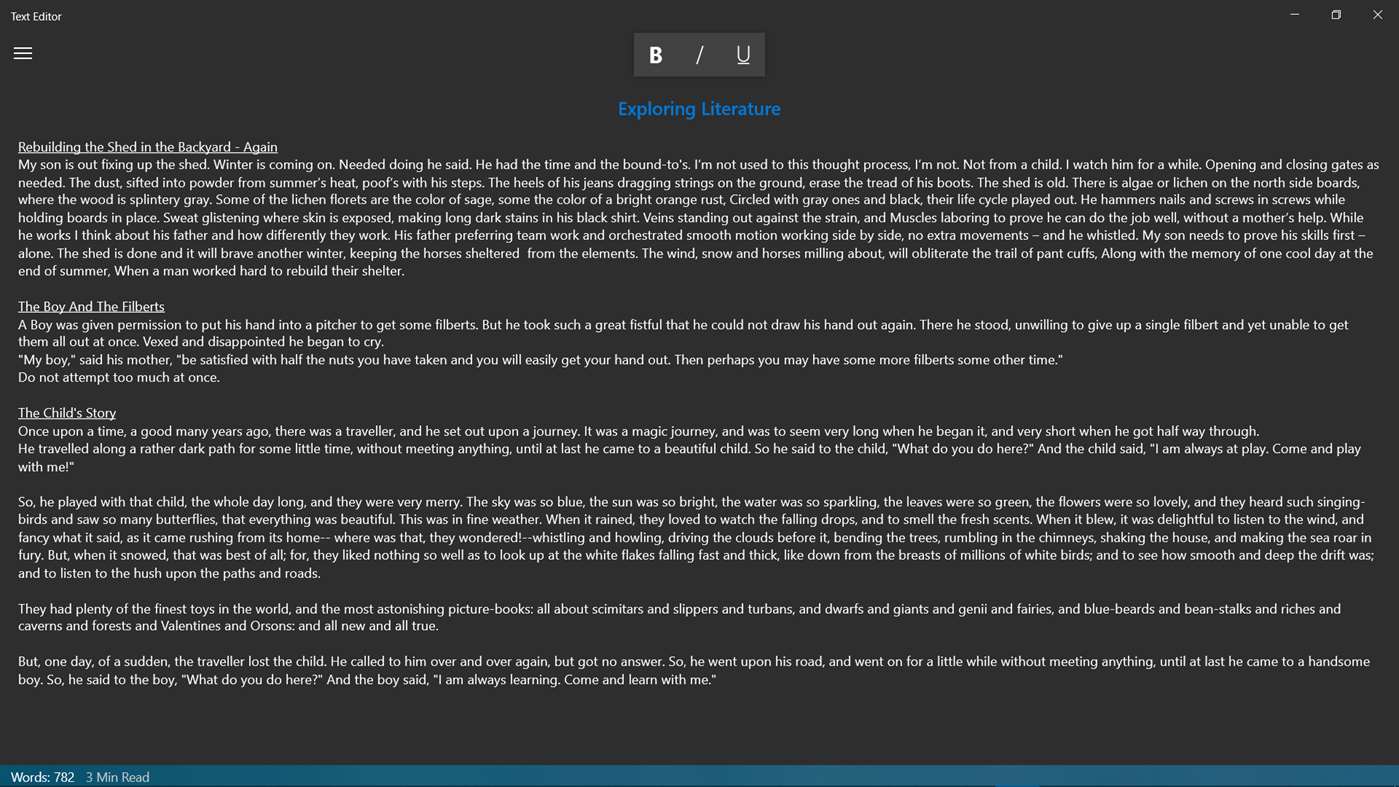 Text Editor
B / U
Exploring Literature
Rebuilding the Shed in the Backyard - Again
My son is out fixing up the shed. Winter is coming on. Needed doing he said. He had the time and the bound-to's. I'm not used to this thought process, I'm not. Not from a child. I watch him for a while. Opening and closing gates as
needed. The dust, sifted into powder from summer's heat, poof's with his steps. The heels of his jeans dragging strings on the ground, erase the tread of his boots. The shed is old. There is algae or lichen on the north side boards,
where the wood is splintery gray. Some of the lichen florets are the color of sage, some the color of a bright orange rust, Circled with gray ones and black, their life cycle played out. He hammers nails and screws in screws while
holding boards in place. Sweat glistening where skin is exposed, making long dark stains in his black shirt. Veins standing out against the strain, and Muscles laboring to prove he can do the job well, without a mother's help. While
he works I think about his father and how differently they work. His father preferring team work and orchestrated smooth motion working side by side, no extra movements – and he whistled. My son needs to prove his skills first –
alone. The shed is done and it will brave another winter, keeping the horses sheltered  from the elements. The wind, snow and horses milling about, will obliterate the trail of pant cuffs, Along with the memory of one cool day at the
end of summer, When a man worked hard to rebuild their shelter.
The Boy And The Filberts
A Boy was given permission to put his hand into a pitcher to get some filberts. But he took such a great fistful that he could not draw his hand out again. There he stood, unwilling to give up a single filbert and yet unable to get
them all out at once. Vexed and disappointed he began to cry.
"My boy," said his mother, "be satisfied with half the nuts you have taken and you will easily get your hand out. Then perhaps you may have some more filberts some other time."
Do not attempt too much at once.
The Child's Story
Once upon a time, a good many years ago, there was a traveller, and he set out upon a journey. It was a magic journey, and was to seem very long when he began it, and very short when he got half way through.
He travelled along a rather dark path for some little time, without meeting anything, until at last he came to a beautiful child. So he said to the child, "What do you do here?" And the child said, "I am always at play. Come and play
with me!"
So, he played with that child, the whole day long, and they were very merry. The sky was so blue, the sun was so bright, the water was so sparkling, the leaves were so green, the flowers were so lovely, and they heard such singing-
birds and saw so many butterflies, that everything was beautiful. This was in fine weather. When it rained, they loved to watch the falling drops, and to smell the fresh scents. When it blew, it was delightful to listen to the wind, and
fancy what it said, as it came rushing from its home-- where was that, they wondered!--whistling and howling, driving the clouds before it, bending the trees, rumbling in the chimneys, shaking the house, and making the sea roar in
fury. But, when it snowed, that was best of all; for, they liked nothing so well as to look up at the white flakes falling fast and thick, like down from the breasts of millions of white birds; and to see how smooth and deep the drift was;
and to listen to the hush upon the paths and roads.
They had plenty of the finest toys in the world, and the most astonishing picture-books: all about scimitars and slippers and turbans, and dwarfs and giants and genii and fairies, and blue-beards and bean-stalks and riches and
caverns and forests and Valentines and Orsons: and all new and all true.
But, one day, of a sudden, the traveller lost the child. He called to him over and over again, but got no answer. So, he went upon his road, and went on for a little while without meeting anything, until at last he came to a handsome
boy. So, he said to the boy, "What do you do here?" And the boy said, "I am always learning. Come and learn with me."
Words: 782 3 Min Read